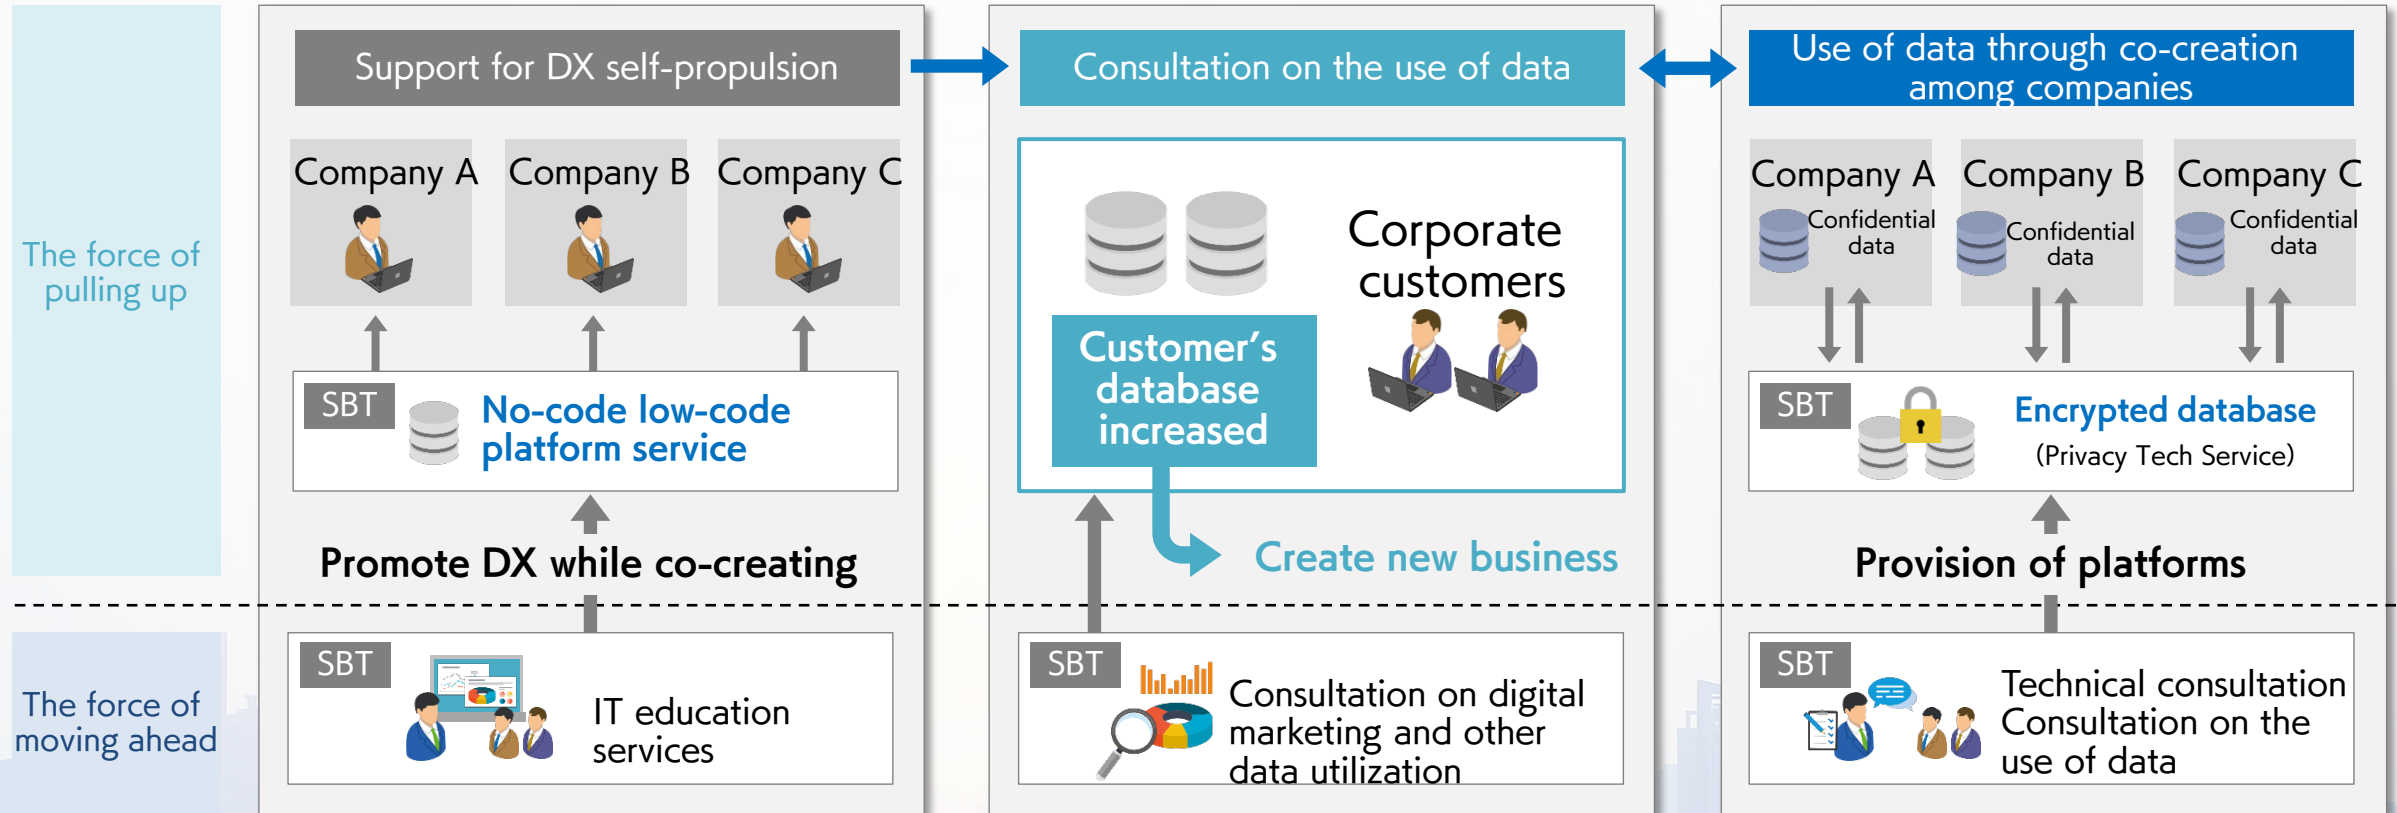 The force of
pulling up
The force of
moving ahead
Support for DX self-propulsion
Company A
Company B
Company C
SBT
No-code low-code
platform service
Promote DX while co-creating
SBT
IT education
services
Consultation on the use of data
Corporate
customers
Customer's
database
increased
Create new business
SBT
Consultation on digital
marketing and other
data utilization
Use of data through co-creation
among companies
Company A
Confidential
data
Company B
Confidential
data
Company C
Confidential
data
SBT
Encrypted database
(Privacy Tech Service)
Provision of platforms
SBT
Technical consultation
Consultation on the
use of data